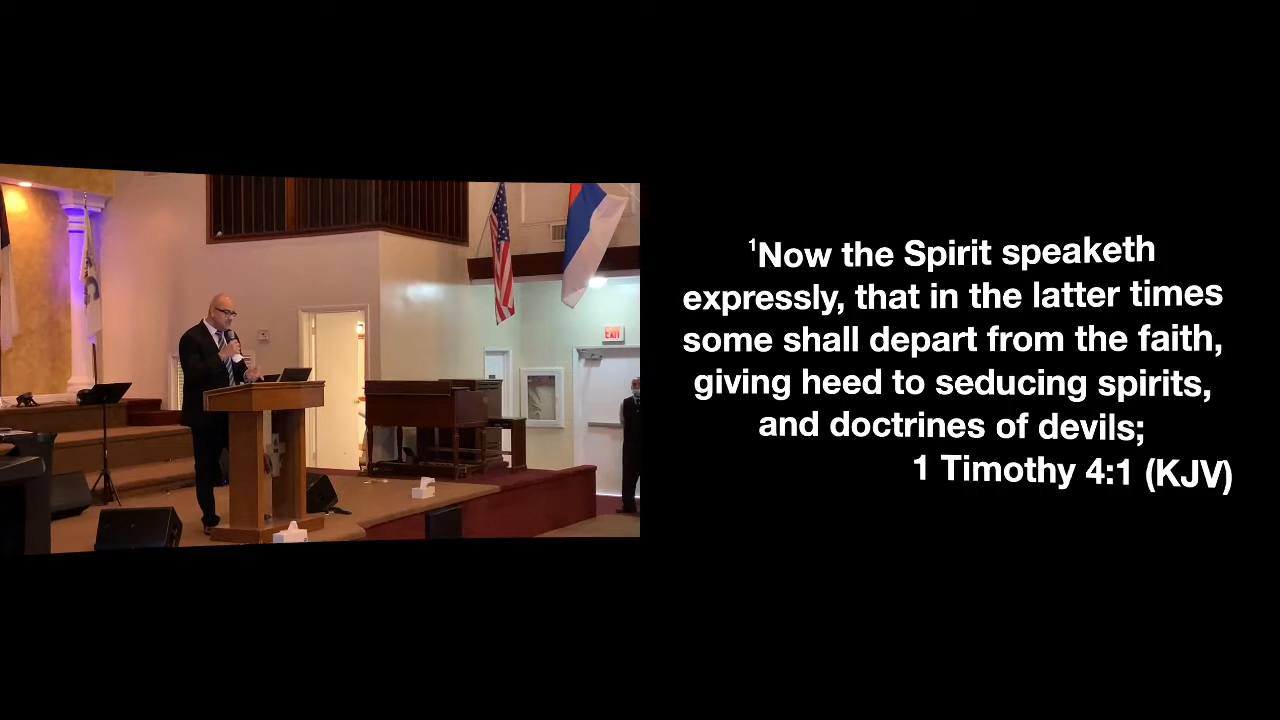 EXIT
¹Now the Spirit speaketh
expressly, that in the latter times
some shall depart from the faith,
giving heed to seducing spirits,
and doctrines of devils;
1 Timothy 4:1 (KJV)